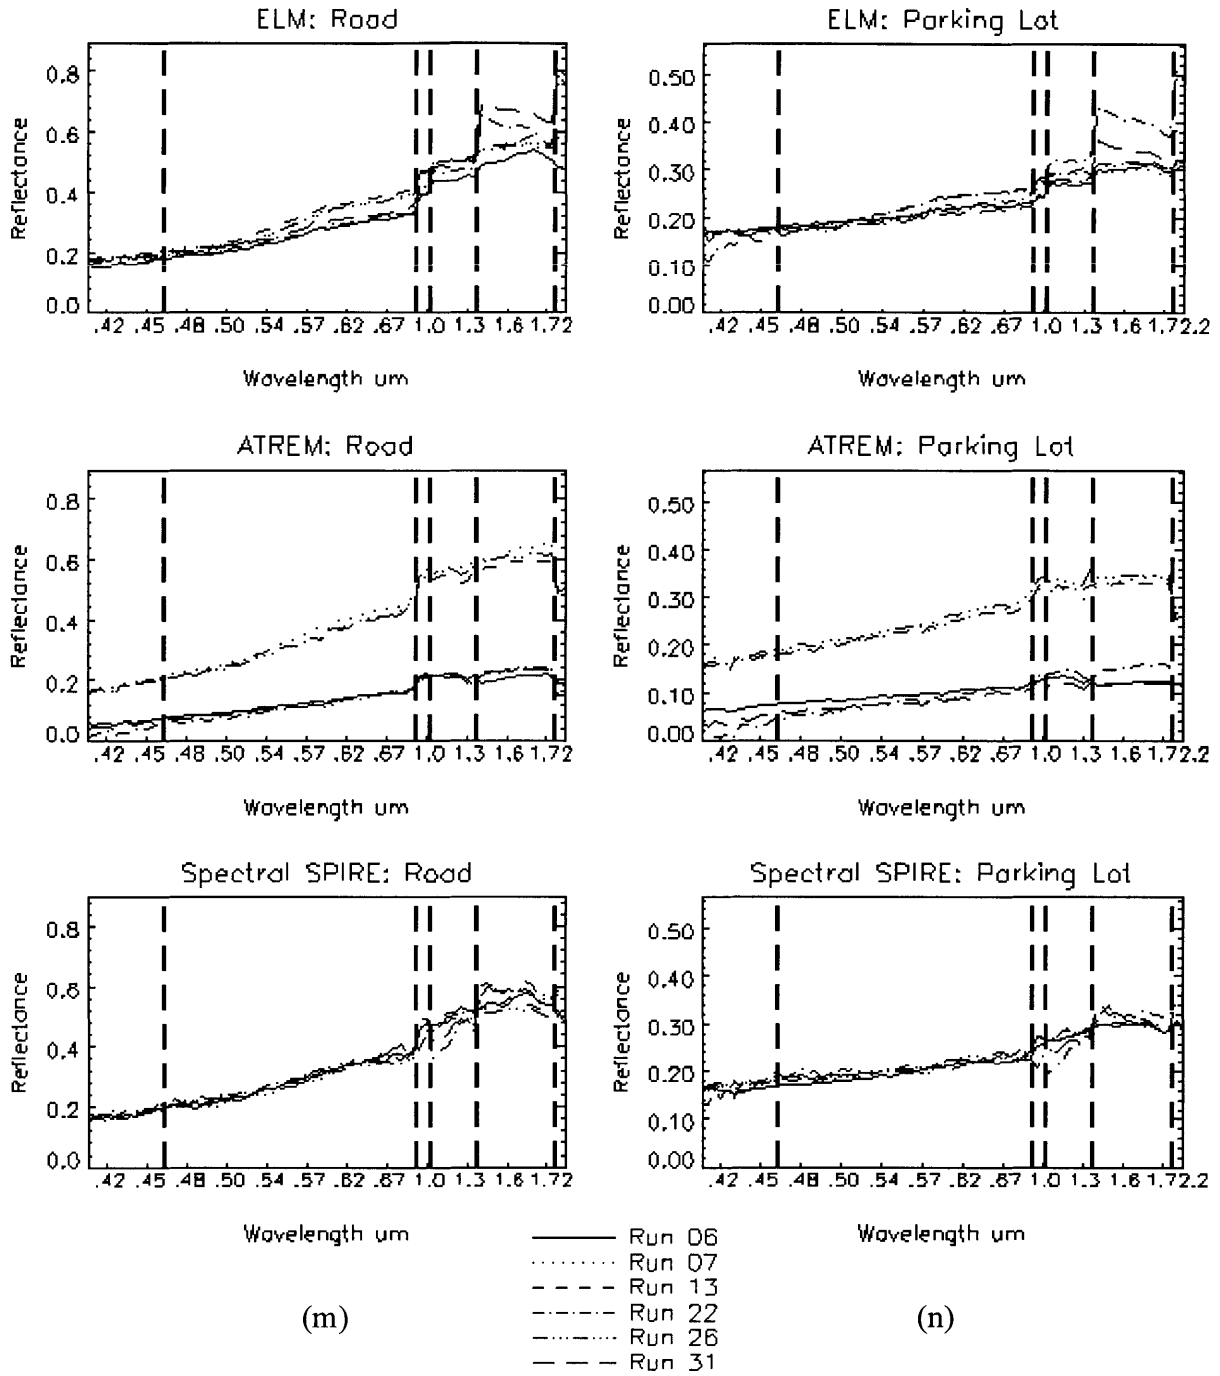 ELM: Road
0.8
0.6
0.4
0.2
0.0
Reflectance
.42 .45 .48 .50 .54 .57 .62 .67 1.0 1.3 1.6 1.72
Wavelength um
ELM: Parking Lot
0.50
0.40
0.30
0.20
0.10
0.00
Reflectance
.42 .45 .48 .50 .54 .57 .62 .67 1.0 1.3 1.6 1.72.2
Wavelength um
ATREM: Road
0.8
0.6
0.4
0.2
0.0
Reflectance
.42 .45 .48 .50 .54 .57 .62 .67 1.0 1.3 1.6 1.72
Wavelength um
ATREM: Parking Lot
0.50
0.40
0.30
0.20
0.10
0.00
Reflectance
.42 .45 .48 .50 .54 .57 .62 .67 1.0 1.3 1.6 1.72.2
Wavelength um
Spectral SPIRE: Road
0.8
0.6
0.4
0.2
0.0
Reflectance
.42 .45 .48 .50 .54 .57 .62 .67 1.0 1.3 1.6 1.72
Wavelength um
Spectral SPIRE: Parking Lot
0.50
0.40
0.30
0.20
0.10
0.00
Reflectance
.42 .45 .48 .50 .54 .57 .62 .67 1.0 1.3 1.6 1.72.2
Wavelength um
Run 06
Run 07
Run 13
Run 22
Run 26
Run 31
(m)
(n)